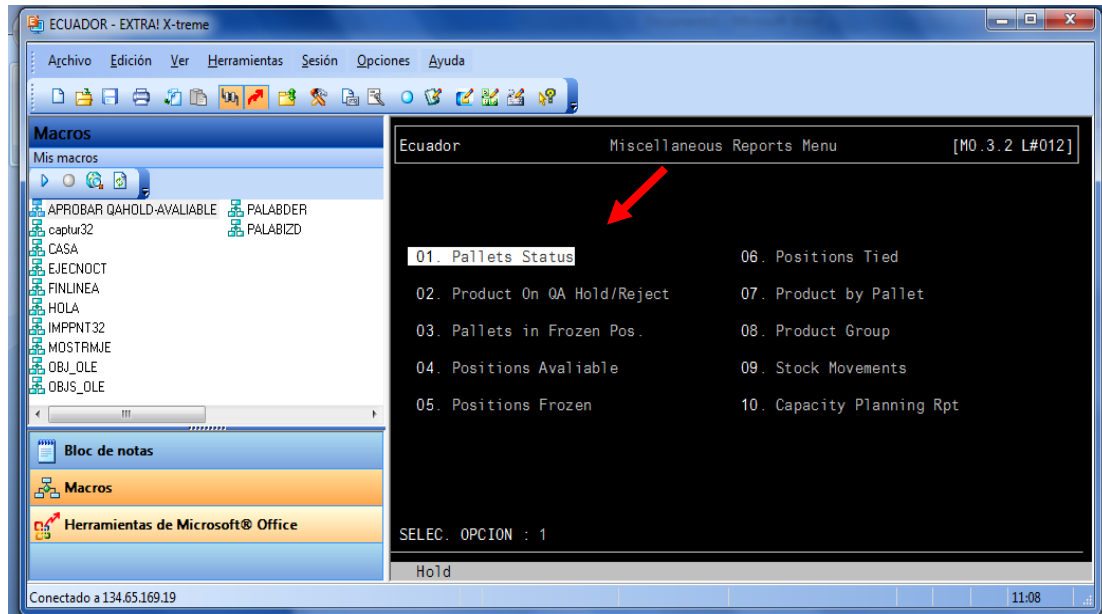 ECUADOR - EXTRA! X-treme
Archivo Edición Ver Herramientas Sesión Opciones Ayuda
Macros
Mis macros
APROBAR QAHOLD-AVALIABLE PALABDER
captur32 PALABIZD
CASA
EJECNOCT
FINLINEA
HOLA
IMPPNT32
MOSTRMJE
OBJ_OLE
OBJS_OLE
Bloc de notas
Macros
Herramientas de Microsoft® Office
Ecuador Miscellaneous Reports Menu [M0.3.2 L#012]
01. Pallets Status 06. Positions Tied
02. Product On QA Hold/Reject 07. Product by Pallet
03. Pallets in Frozen Pos. 08. Product Group
04. Positions Avaliable 09. Stock Movements
05. Positions Frozen 10. Capacity Planning Rpt
SELEC. OPCION : 1
Hold
Conectado a 134.65.169.19 11:08